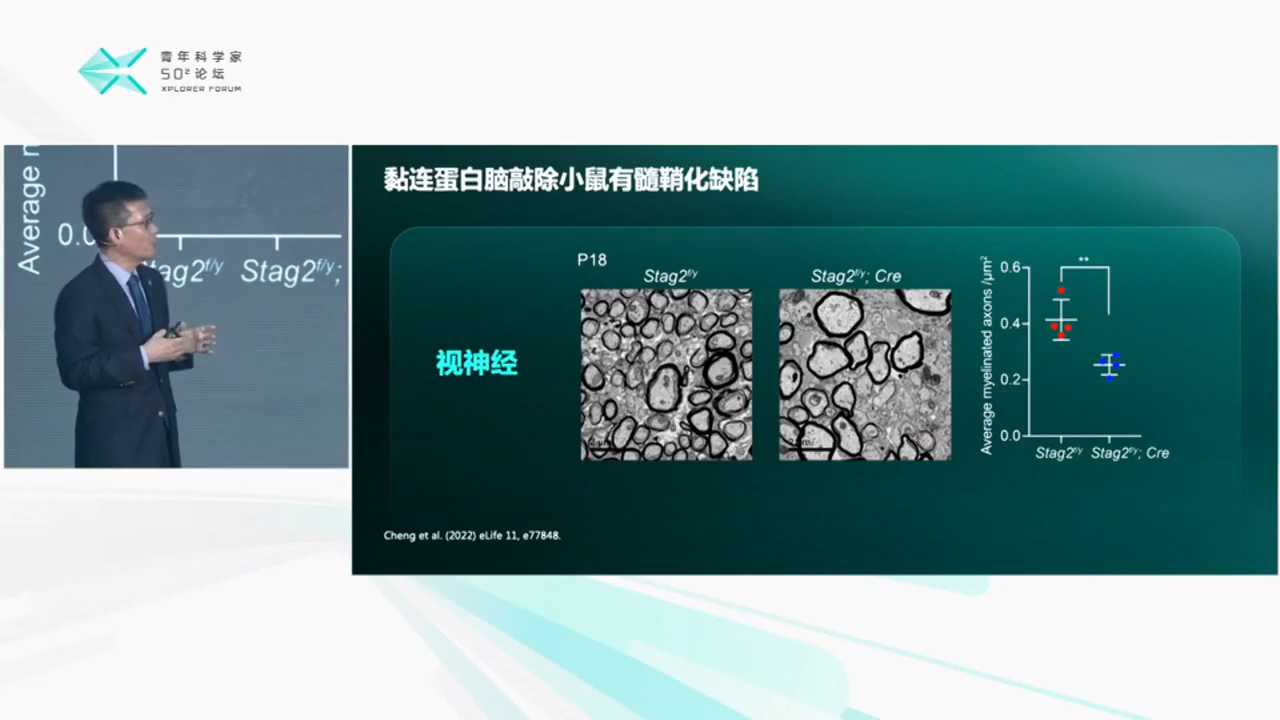 青年科学家
50²论坛
XPLORER FORUM
Average n
0.0
Stag2f/y
Stag2f/y;
黏连蛋白脑敲除小鼠有髓鞘化缺陷
P18
Stag2f/y
Stag2f/y; Cre
视神经
Average myelinated axons /μm²
0.6
0.4
0.2
0.0
**
Stag2f/y
Stag2f/y; Cre
Cheng et al. (2022) eLife 11, e77848.